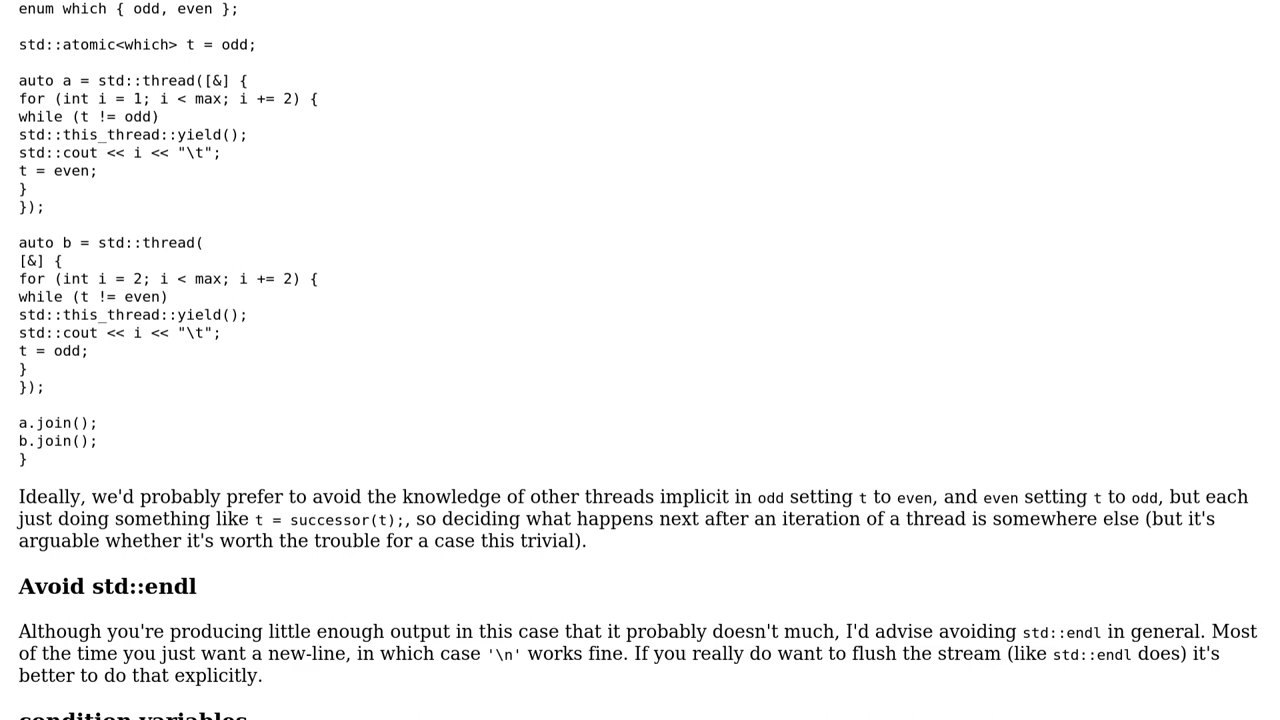 enum which { odd, even };
std::atomic<which> t = odd;
auto a = std::thread([&] {
for (int i = 1; i < max; i += 2) {
while (t != odd)
std::this_thread::yield();
std::cout << i << "\t";
t = even;
}
});
auto b = std::thread(
[&] {
for (int i = 2; i < max; i += 2) {
while (t != even)
std::this_thread::yield();
std::cout << i << "\t";
t = odd;
}
});
a.join();
b.join();
}
Ideally, we'd probably prefer to avoid the knowledge of other threads implicit in odd setting t to even, and even setting t to odd, but each
just doing something like t = successor(t);, so deciding what happens next after an iteration of a thread is somewhere else (but it's
arguable whether it's worth the trouble for a case this trivial).
Avoid std::endl
Although you're producing little enough output in this case that it probably doesn't much, I'd advise avoiding std::endl in general. Most
of the time you just want a new-line, in which case '\n' works fine. If you really do want to flush the stream (like std::endl does) it's
better to do that explicitly.
condition variables